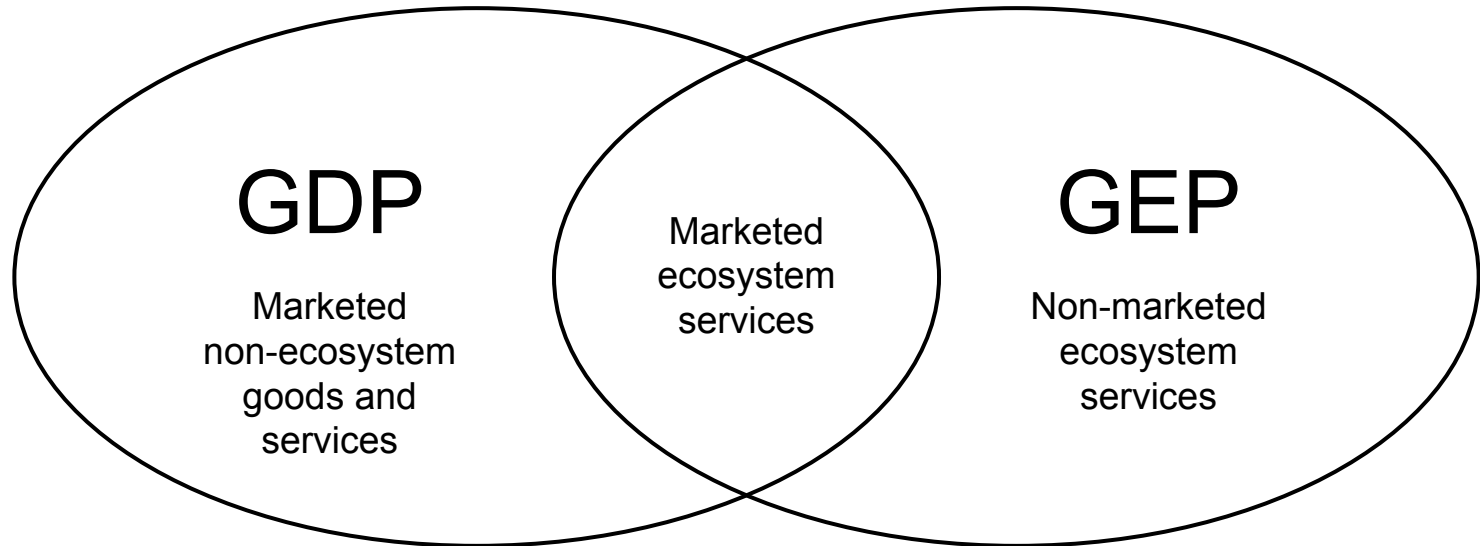 GDP
Marketed
non-ecosystem
goods and
services
Marketed
ecosystem
services
GEP
Non-marketed
ecosystem
services